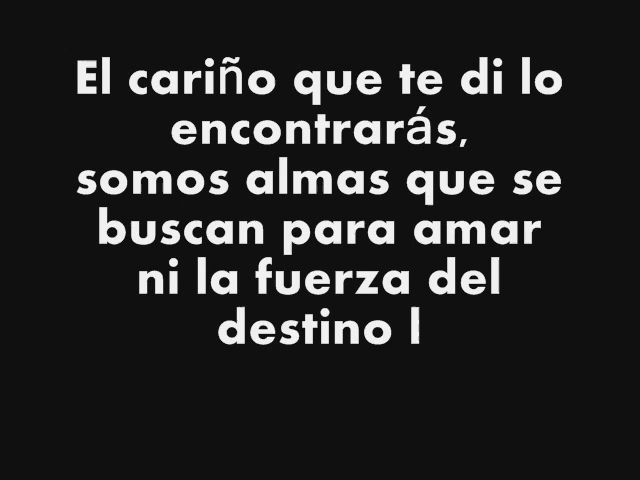 El cariño que te di lo
encontrarás,
somos almas que se
buscan para amar
ni la fuerza del
destino l